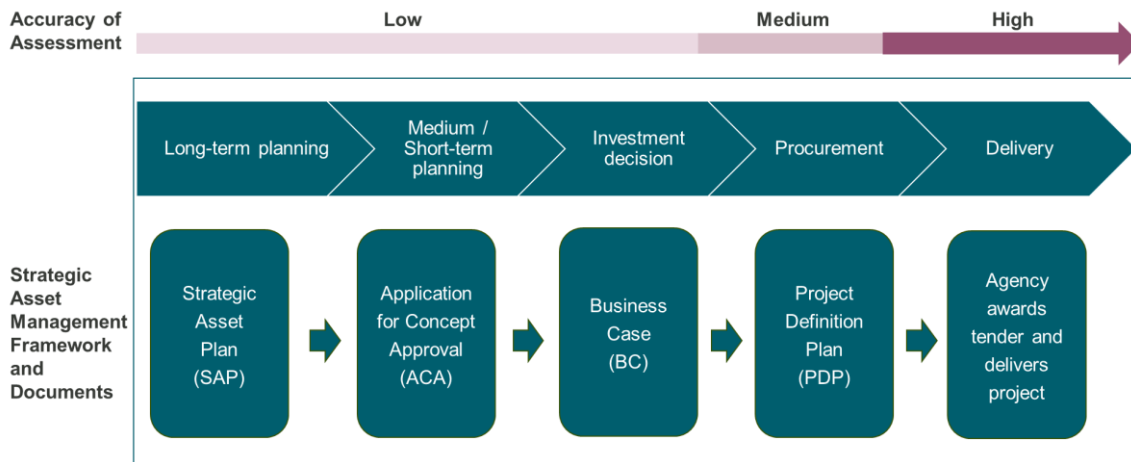 Accuracy of
Assessment
Low
Medium
High
Long-term planning
Medium /
Short-term
planning
Investment
decision
Procurement
Delivery
Strategic
Asset
Management
Framework
and
Documents
Strategic
Asset
Plan
(SAP)
Application
for Concept
Approval
(ACA)
Business
Case
(BC)
Project
Definition
Plan
(PDP)
Agency
awards
tender and
delivers
project